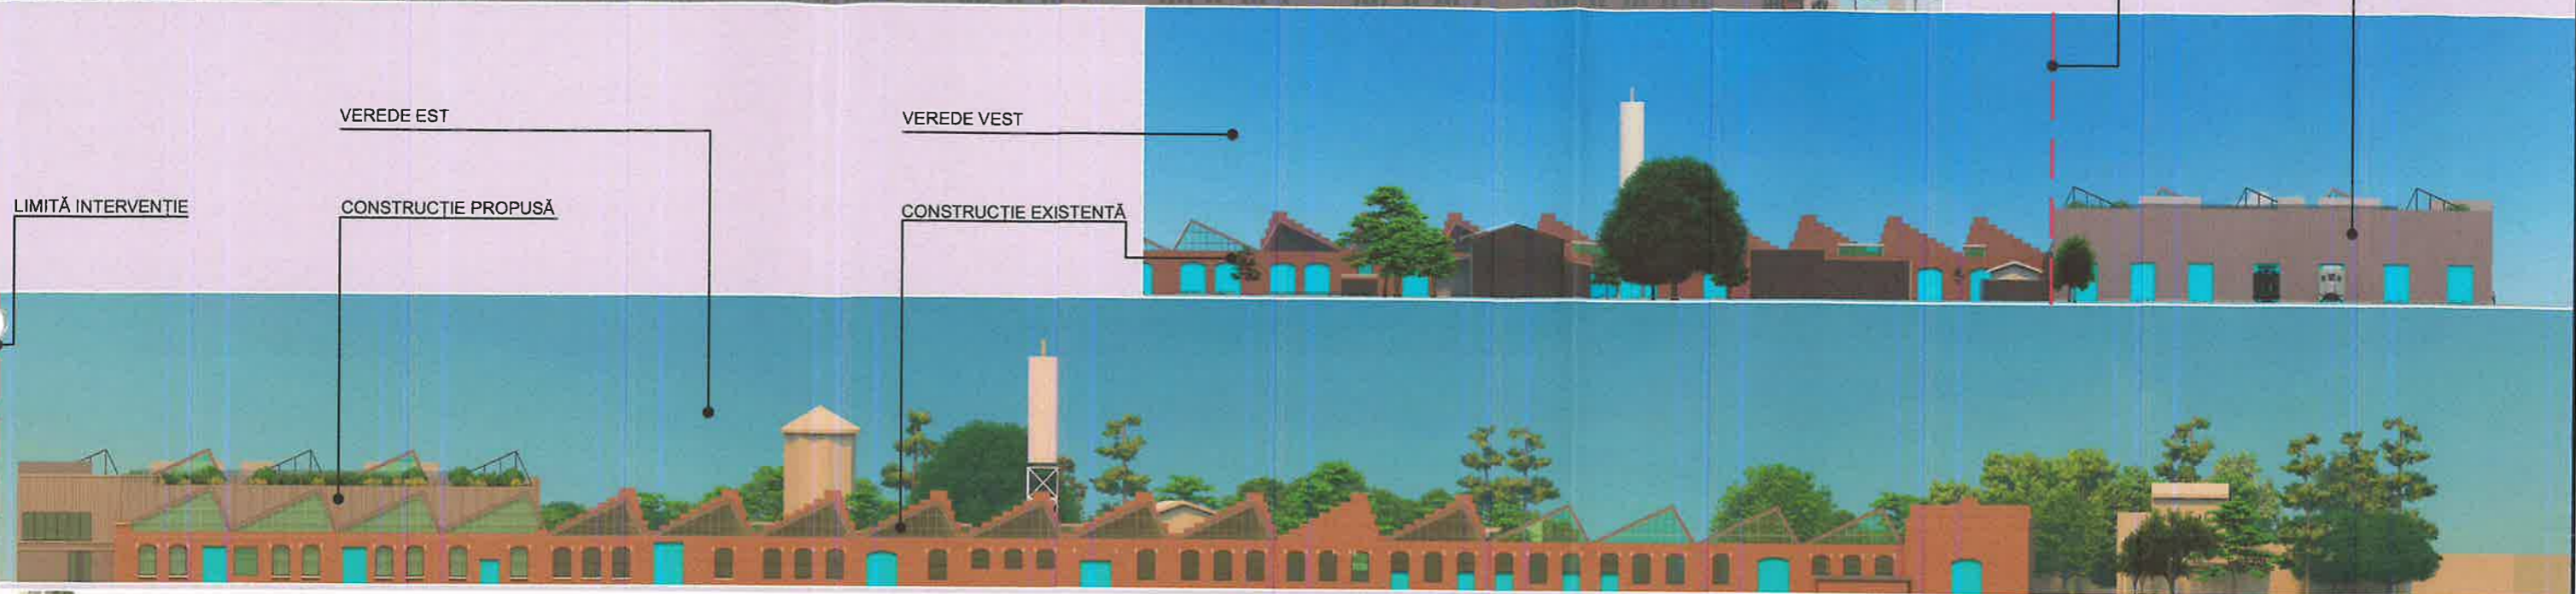 VEREDE EST
VEREDE VEST
LIMITĂ INTERVENȚIE
CONSTRUCȚIE PROPUSĂ
CONSTRUCȚIE EXISTENTĂ